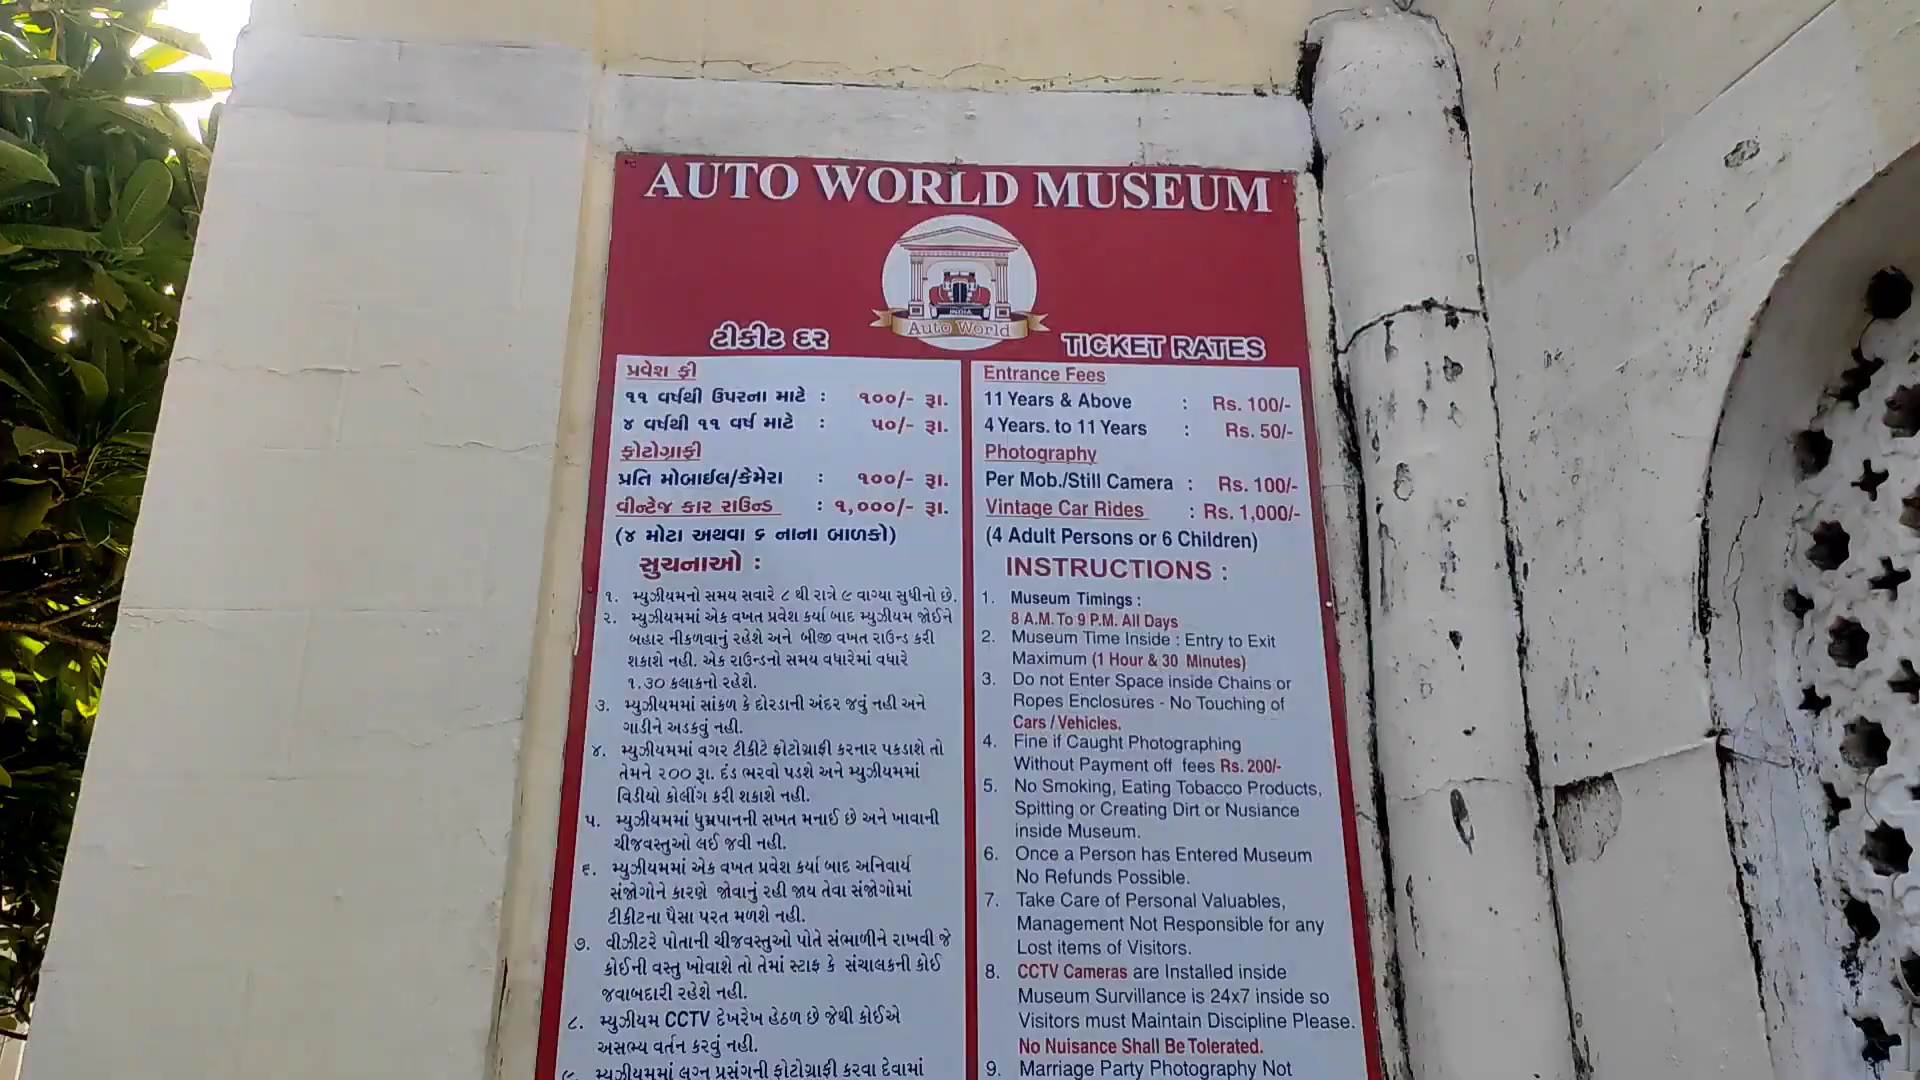 AUTO WORLD MUSEUM
INDIA
Auto World
ટીકીટ દર
પ્રવેશ ફી
૧૧ વર્ષથી ઉપરના માટે : ૧૦૦/- રૂા.
૪ વર્ષથી ૧૧ વર્ષ માટે : ૫૦/- રૂા.
ફોટોગ્રાફી
પ્રતિ મોબાઈલ/કેમેરા : ૧૦૦/- રૂા.
વીન્ટેજ કાર રાઉન્ડ : ૧,૦૦૦/- રૂા.
(૪ મોટા અથવા ૬ નાના બાળકો)
સુચનાઓ :
૧. મ્યુઝીયમનો સમય સવારે ૮ થી રાત્રે ૯ વાગ્યા સુધીનો છે.
૨. મ્યુઝીયમમાં એક વખત પ્રવેશ કર્યા બાદ મ્યુઝીયમ જોઈને
બહાર નીકળવાનું રહેશે અને બીજી વખત રાઉન્ડ કરી
શકાશે નહી. એક રાઉન્ડનો સમય વધારેમાં વધારે
૧.૩૦ કલાકનો રહેશે.
૩. મ્યુઝીયમમાં સાંકળ કે દોરડાની અંદર જવું નહી અને
ગાડીને અડકવું નહી.
૪. મ્યુઝીયમમાં વગર ટીકીટે ફોટોગ્રાફી કરનાર પકડાશે તો
તેમને ૨૦૦ રૂા. દંડ ભરવો પડશે અને મ્યુઝીયમમાં
વિડીયો કોલીંગ કરી શકાશે નહી.
૫. મ્યુઝીયમમાં ધુમ્રપાનની સખત મનાઈ છે અને ખાવાની
ચીજવસ્તુઓ લઈ જવી નહી.
૬. મ્યુઝીયમમાં એક વખત પ્રવેશ કર્યા બાદ અનિવાર્ય
સંજોગોને કારણે જોવાનું રહી જાય તેવા સંજોગોમાં
ટીકીટના પૈસા પરત મળશે નહી.
૭. વીઝીટરે પોતાની ચીજવસ્તુઓ પોતે સંભાળીને રાખવી જે
કોઈની વસ્તુ ખોવાશે તો તેમાં સ્ટાફ કે સંચાલકની કોઈ
જવાબદારી રહેશે નહી.
૮. મ્યુઝીયમ CCTV દેખરેખ હેઠળ છે જેથી કોઈએ
અસભ્ય વર્તન કરવું નહી.
૯. મ્યુઝીયમમાં લગ્ન પ્રસંગની ફોટોગ્રાફી કરવા દેવામાં
TICKET RATES
Entrance Fees
11 Years & Above : Rs. 100/-
4 Years. to 11 Years : Rs. 50/-
Photography
Per Mob./Still Camera : Rs. 100/-
Vintage Car Rides : Rs. 1,000/-
(4 Adult Persons or 6 Children)
INSTRUCTIONS :
1. Museum Timings :
8 A.M. To 9 P.M. All Days
2. Museum Time Inside : Entry to Exit
Maximum (1 Hour & 30 Minutes)
3. Do not Enter Space inside Chains or
Ropes Enclosures - No Touching of
Cars / Vehicles.
4. Fine if Caught Photographing
Without Payment off fees Rs. 200/-
5. No Smoking, Eating Tobacco Products,
Spitting or Creating Dirt or Nusiance
inside Museum.
6. Once a Person has Entered Museum
No Refunds Possible.
7. Take Care of Personal Valuables,
Management Not Responsible for any
Lost items of Visitors.
8. CCTV Cameras are Installed inside
Museum Survillance is 24x7 inside so
Visitors must Maintain Discipline Please.
No Nuisance Shall Be Tolerated.
9. Marriage Party Photography Not